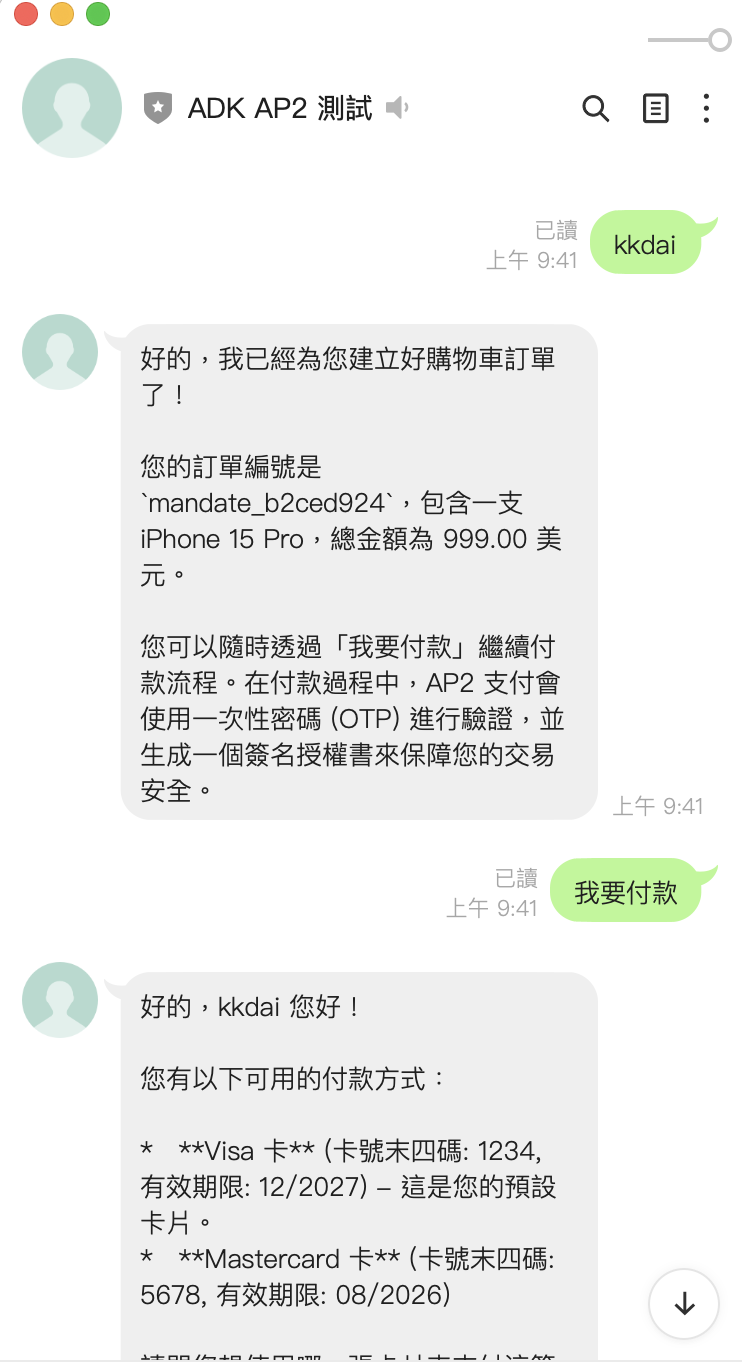 ADK AP2 測試
已讀
上午 9:41
kkdai
好的，我已經為您建立好購物車訂單
了！
您的訂單編號是
`mandate_b2ced924`，包含一支
iPhone 15 Pro，總金額為 999.00 美
元。
您可以隨時透過「我要付款」繼續付
款流程。在付款過程中，AP2 支付會
使用一次性密碼 (OTP) 進行驗證，並
生成一個簽名授權書來保障您的交易
安全。
上午 9:41
已讀
上午 9:41
我要付款
好的，kkdai 您好！
您有以下可用的付款方式：
*   **Visa 卡** (卡號末四碼: 1234,
有效期限: 12/2027) – 這是您的預設
卡片。
*   **Mastercard 卡** (卡號末四碼:
5678, 有效期限: 08/2026)